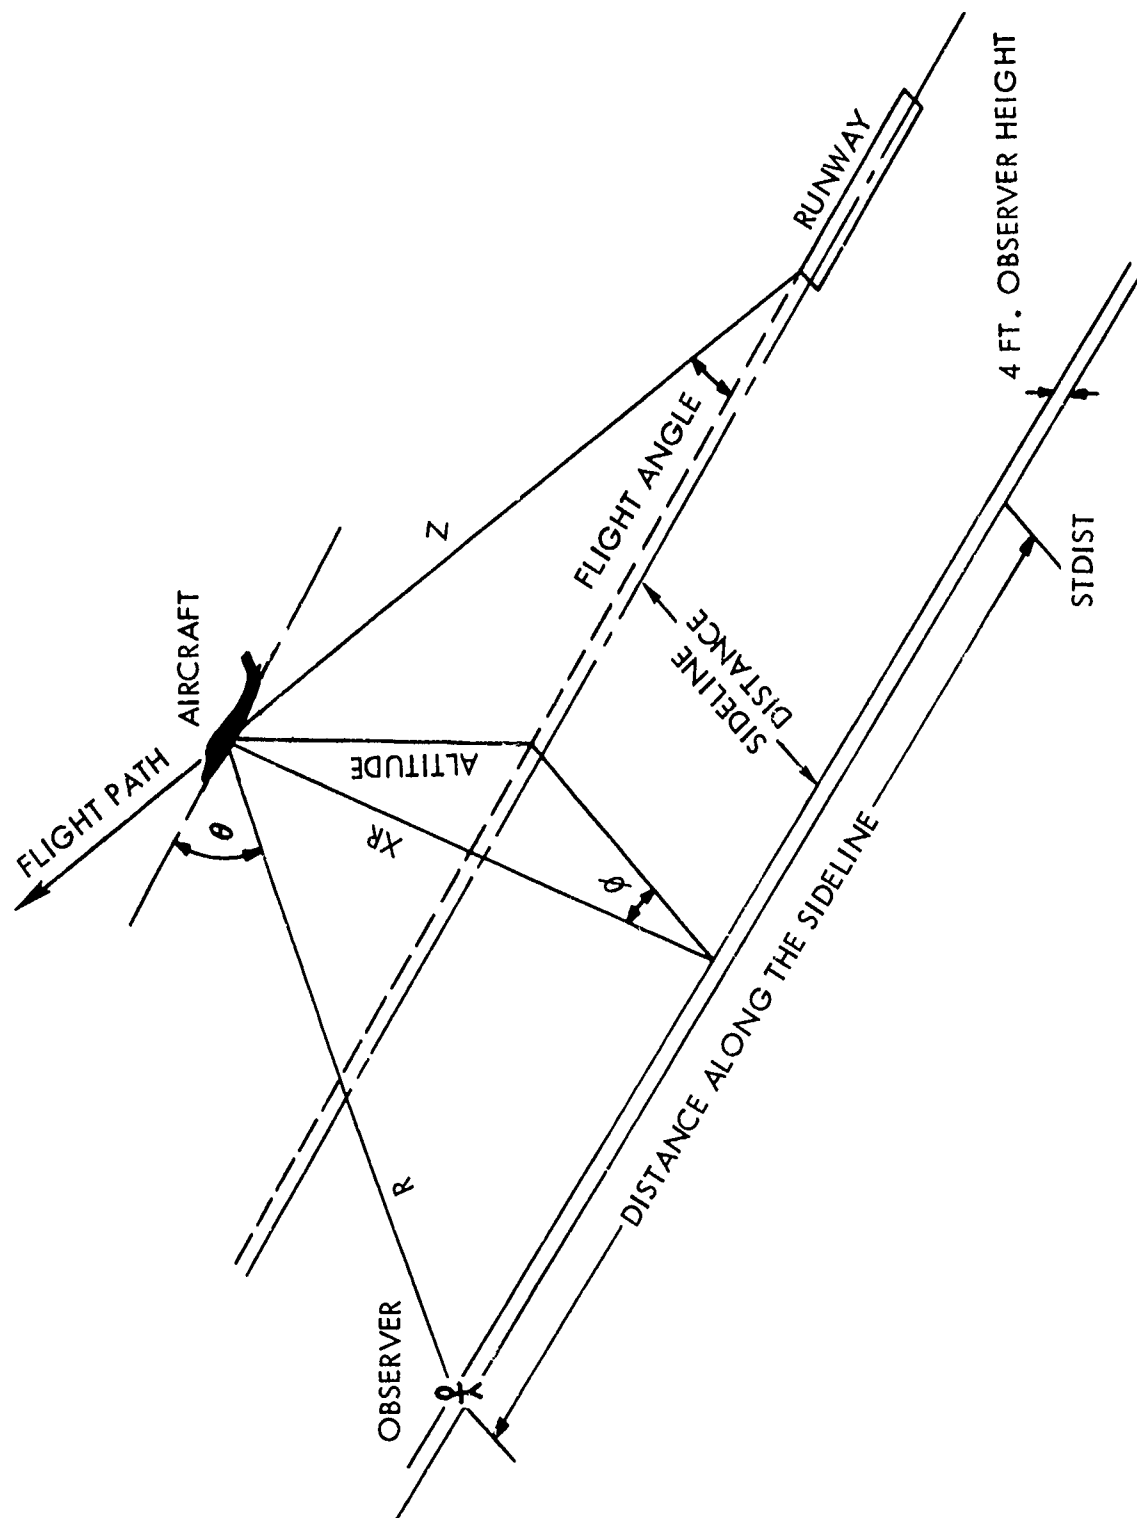 FLIGHT PATH
AIRCRAFT
θ
Z
RUNWAY
4 FT. OBSERVER HEIGHT
ALTITUDE
XR
FLIGHT ANGLE
φ
SIDELINE
DISTANCE
R
OBSERVER
DISTANCE ALONG THE SIDELINE
STDIST